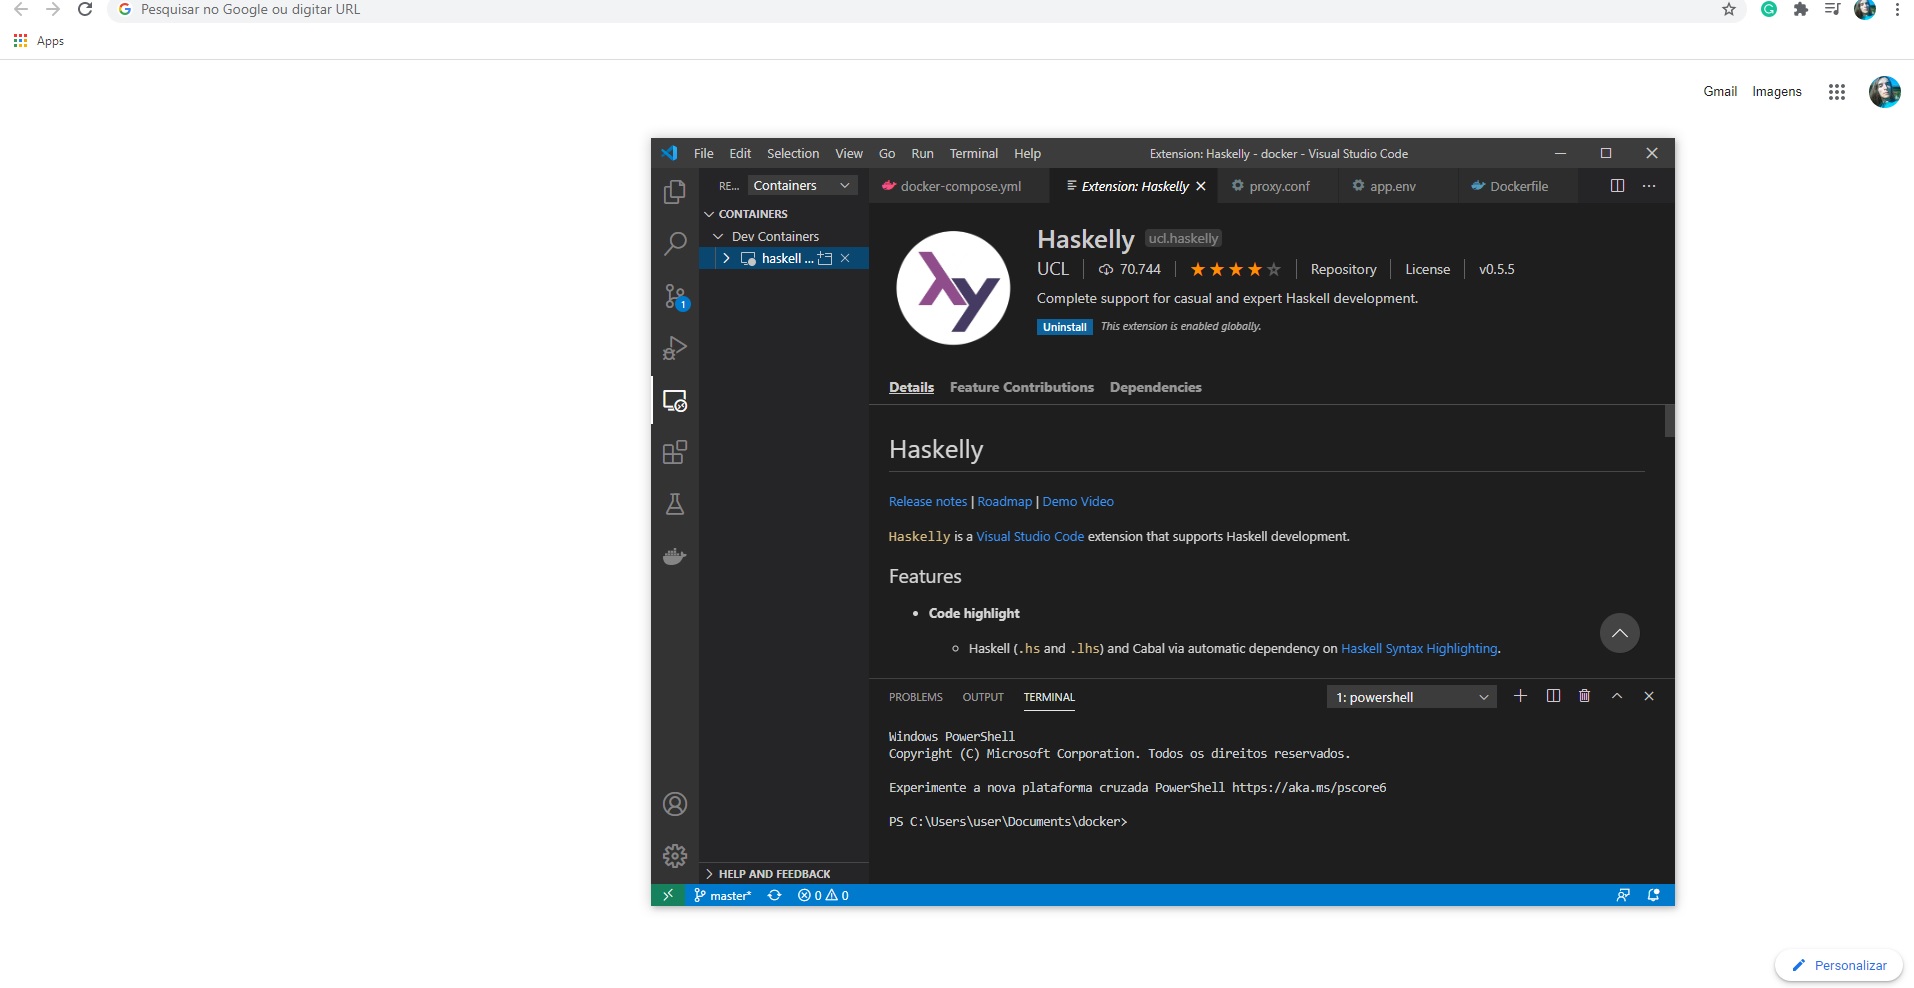 Pesquisar no Google ou digitar URL
Apps
Gmail Imagens
File Edit Selection View Go Run Terminal Help Extension: Haskelly - docker - Visual Studio Code
RE... Containers docker-compose.yml Extension: Haskelly proxy.conf app.env Dockerfile
CONTAINERS
Dev Containers
haskell ...
1
Haskelly ucl.haskelly
UCL 70.744 Repository License v0.5.5
Complete support for casual and expert Haskell development.
Uninstall This extension is enabled globally.
Details Feature Contributions Dependencies
Haskelly
Release notes | Roadmap | Demo Video
Haskelly is a Visual Studio Code extension that supports Haskell development.
Features
• Code highlight
○ Haskell (.hs and .lhs) and Cabal via automatic dependency on Haskell Syntax Highlighting.
PROBLEMS OUTPUT TERMINAL 1: powershell
Windows PowerShell
Copyright (C) Microsoft Corporation. Todos os direitos reservados.
Experimente a nova plataforma cruzada PowerShell https://aka.ms/pscore6
PS C:\Users\user\Documents\docker>
HELP AND FEEDBACK
master* 0 0
Personalizar